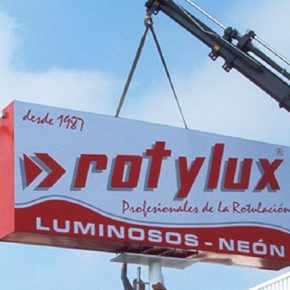 desde 1987
rotylux®
Profesionales de la Rotulación
LUMINOSOS - NEÓN